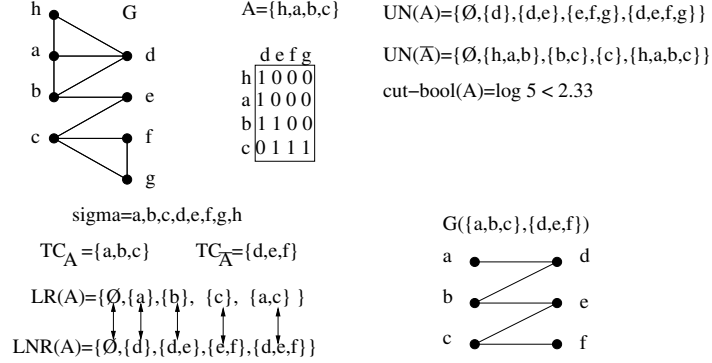 h G
a d
b e
c f
g
A={h,a,b,c}
d e f g
h 1 0 0 0
a 1 0 0 0
b 1 1 0 0
c 0 1 1 1
UN(A)={Ø,{d},{d,e},{e,f,g},{d,e,f,g}}
UN(A̅)={Ø,{h,a,b},{b,c},{c},{h,a,b,c}}
cut−bool(A)=log 5 < 2.33
sigma=a,b,c,d,e,f,g,h
TC_A ={a,b,c} TC_A̅={d,e,f}
LR(A)={Ø,{a},{b}, {c}, {a,c} }
LNR(A)={Ø,{d},{d,e},{e,f},{d,e,f}}
G({a,b,c},{d,e,f})
a d
b e
c f